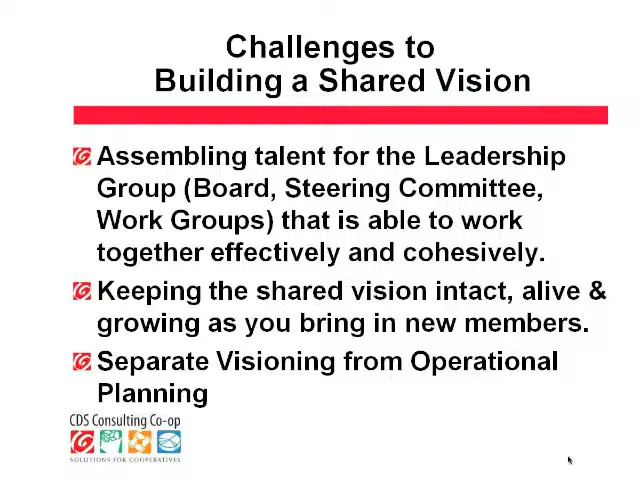 Challenges to
Building a Shared Vision
Assembling talent for the Leadership
Group (Board, Steering Committee,
Work Groups) that is able to work
together effectively and cohesively.
Keeping the shared vision intact, alive &
growing as you bring in new members.
Separate Visioning from Operational
Planning
CDS Consulting Co-op
SOLUTIONS FOR COOPERATIVES